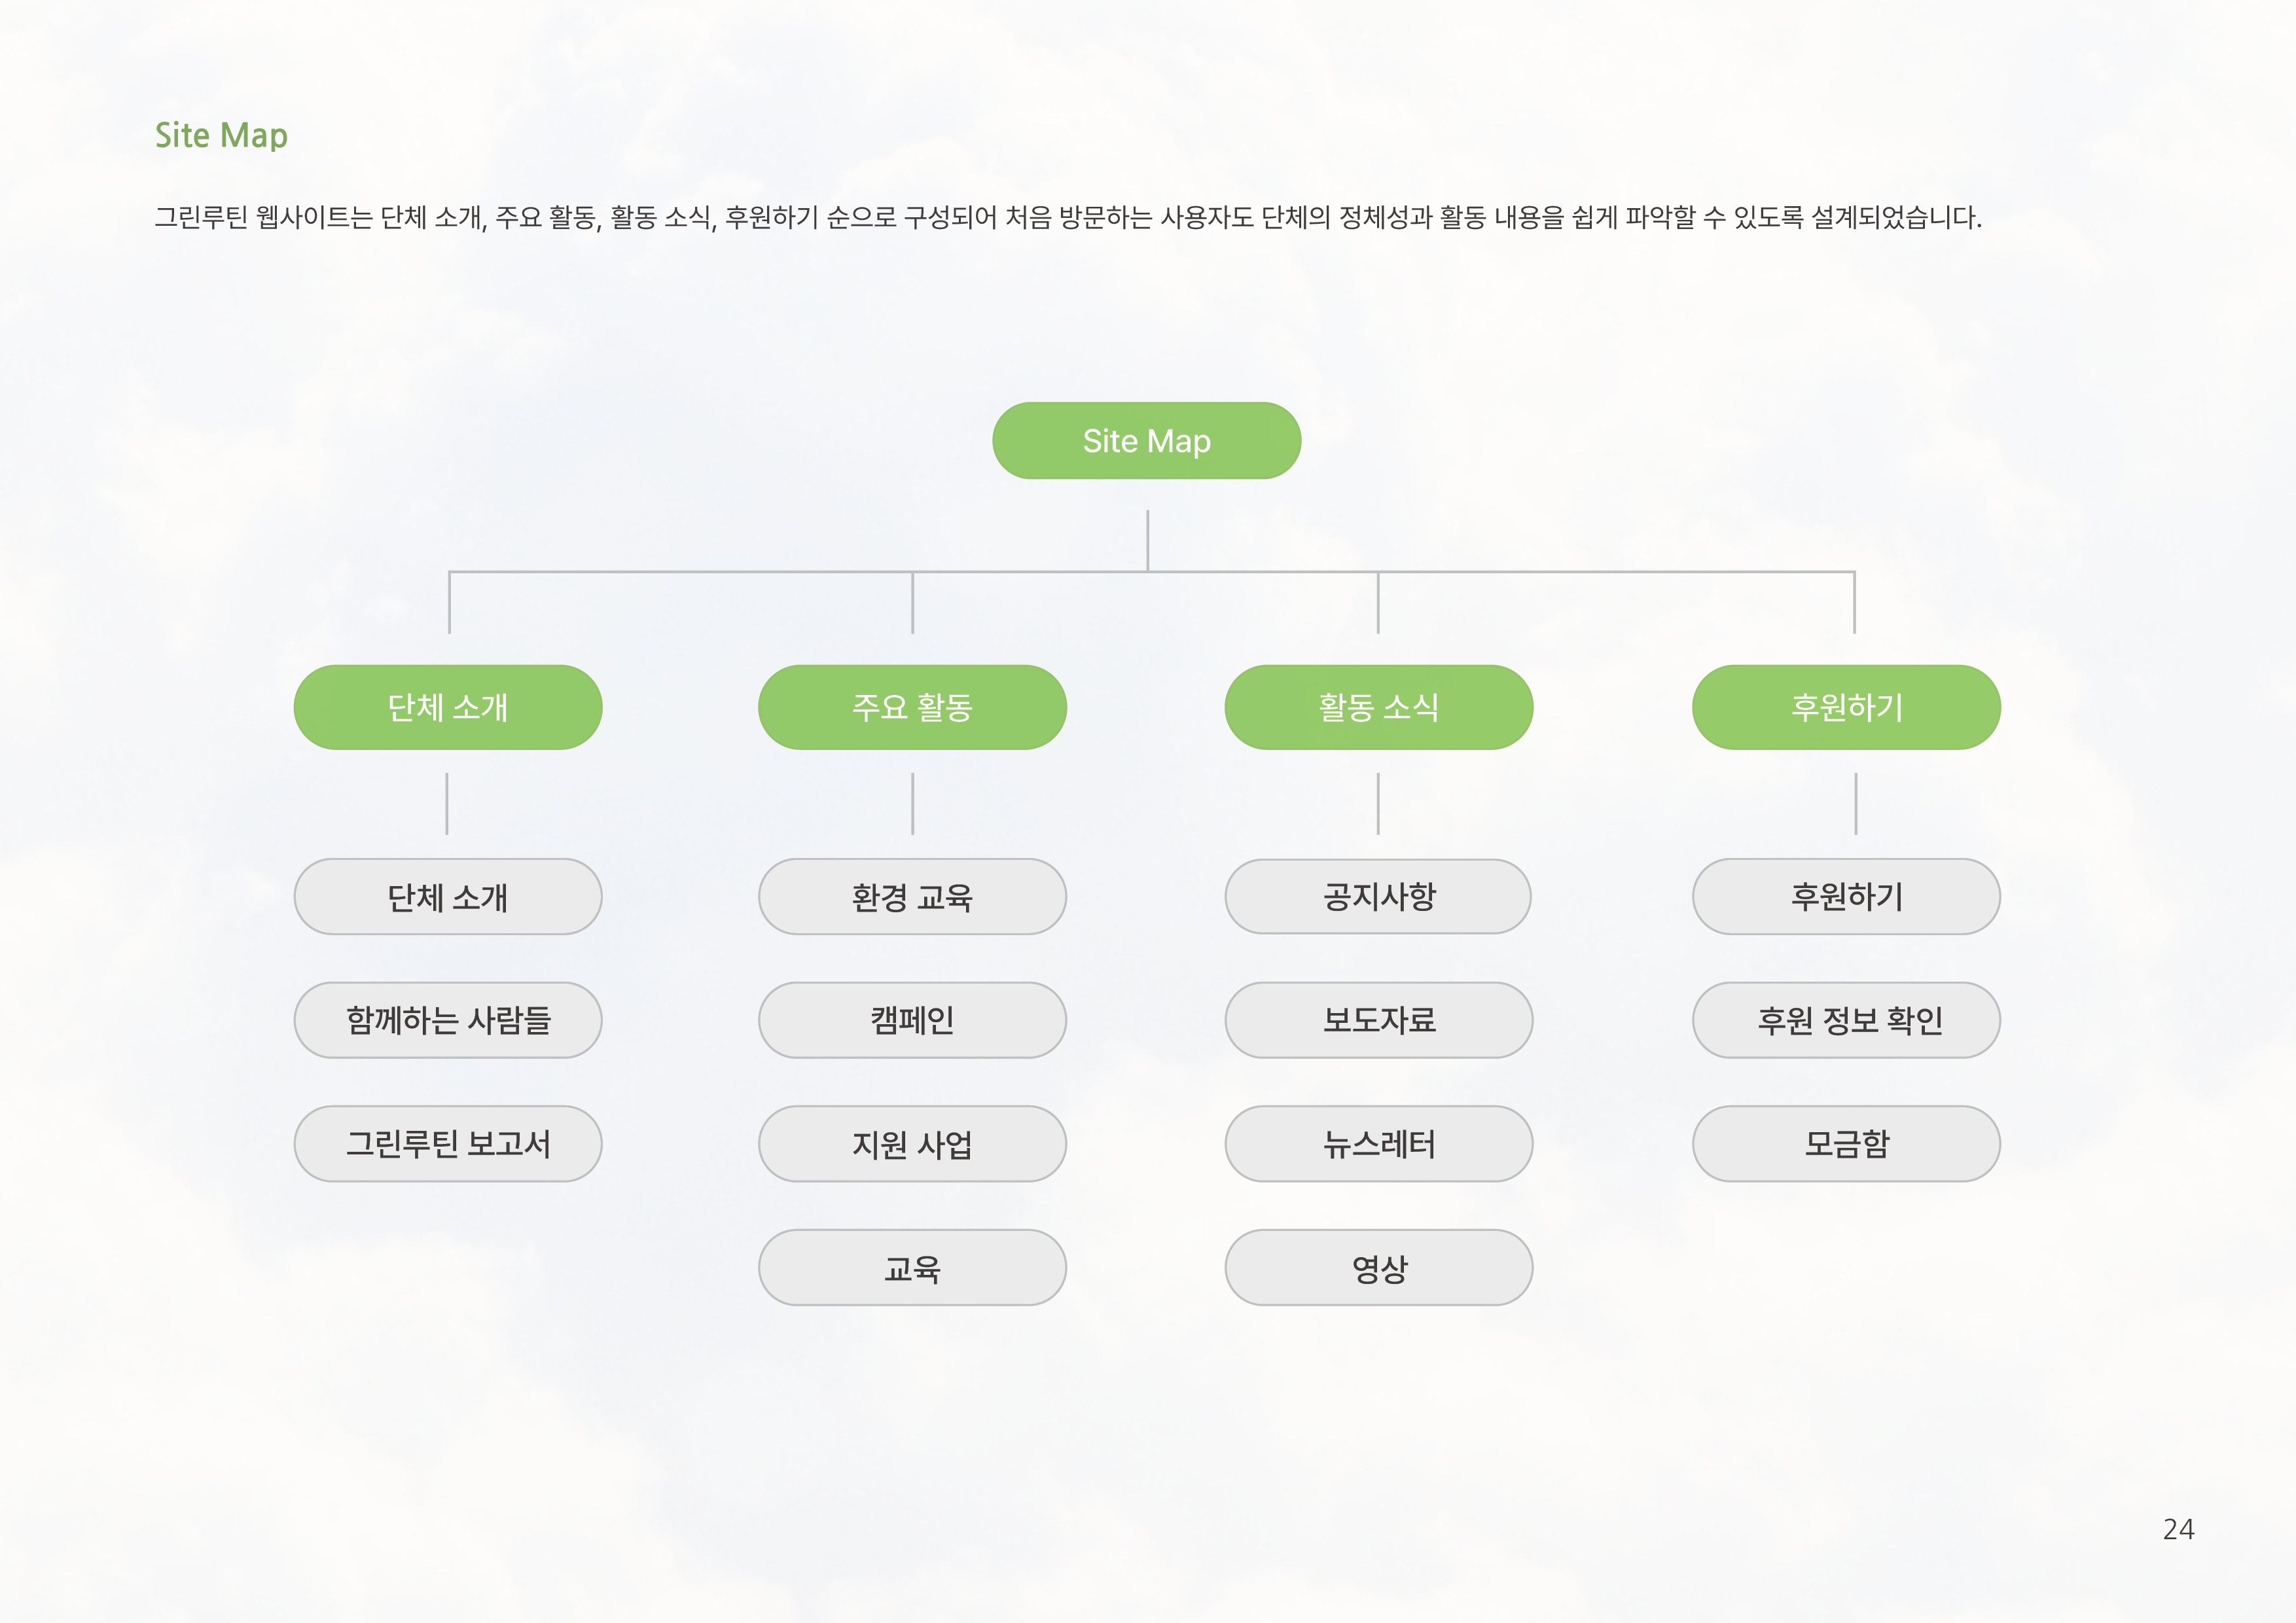 Site Map
그린루틴 웹사이트는 단체 소개, 주요 활동, 활동 소식, 후원하기 순으로 구성되어 처음 방문하는 사용자도 단체의 정체성과 활동 내용을 쉽게 파악할 수 있도록 설계되었습니다.
Site Map
단체 소개
주요 활동
활동 소식
후원하기
단체 소개
환경 교육
공지사항
후원하기
함께하는 사람들
캠페인
보도자료
후원 정보 확인
그린루틴 보고서
지원 사업
뉴스레터
모금함
교육
영상
24